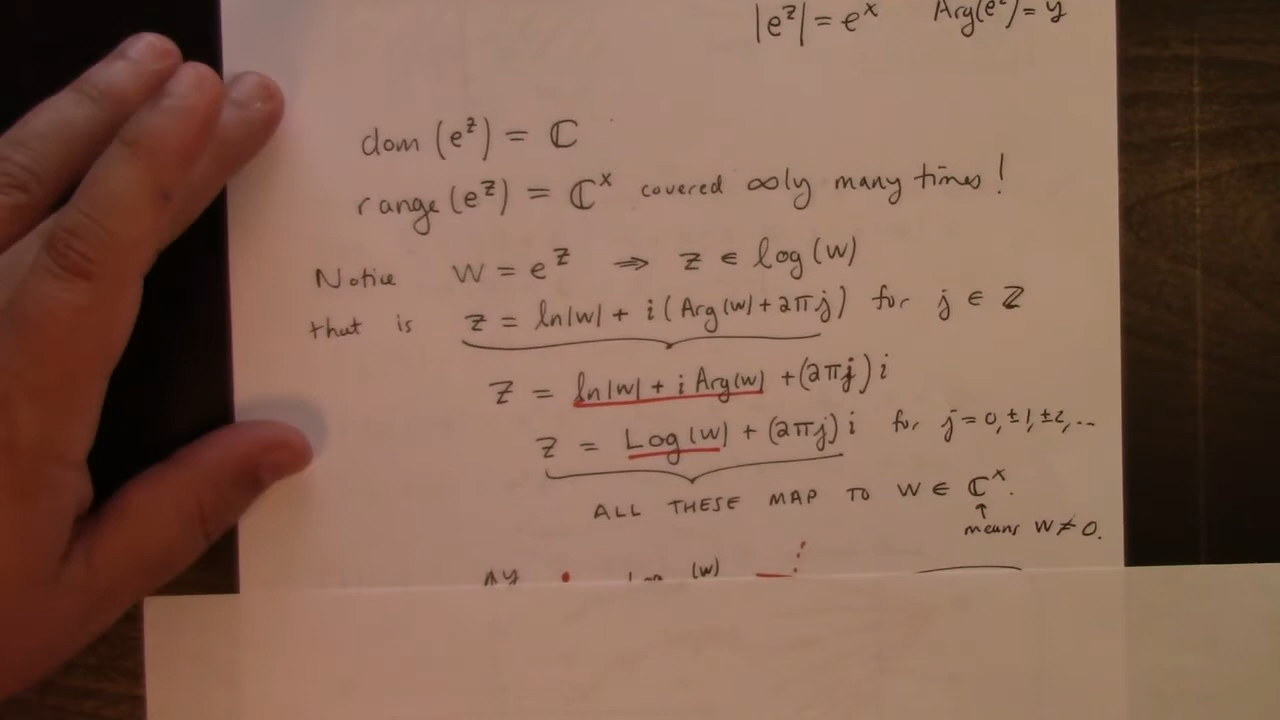 |e^z| = e^x Arg(e^z) = y
dom (e^z) = ℂ
range (e^z) = ℂ^x covered ∞ly many times!
Notice w = e^z ⇒ z ∈ log(w)
that is z = ln|w| + i(Arg(w) + 2πj) for j ∈ ℤ
z = ln|w| + i Arg(w) + (2πj)i
z = Log(w) + (2πj)i for j = 0, ±1, ±2, ...
ALL THESE MAP TO w ∈ ℂ^x.
↑
means w ≠ 0.
(w)